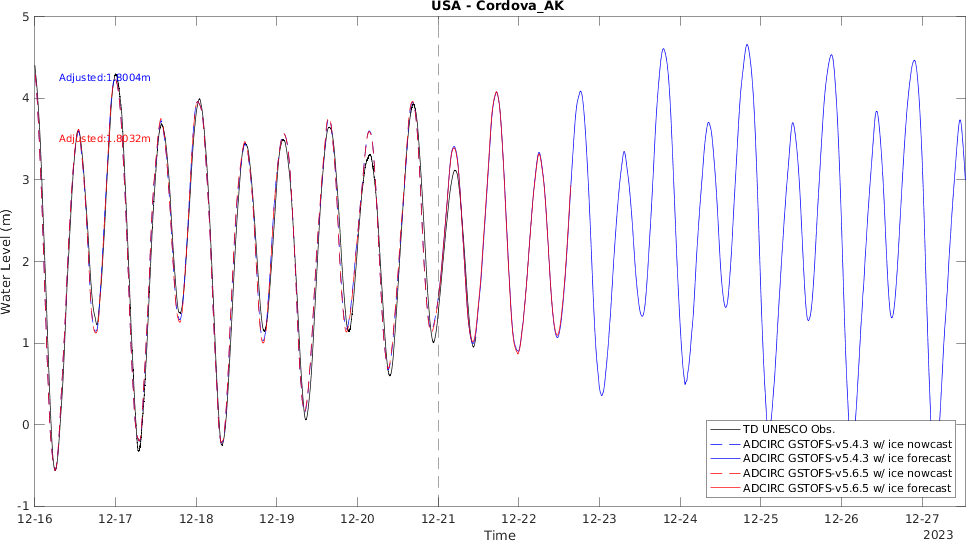 USA - Cordova_AK
5
4
3
2
1
0
-1
Water Level (m)
Adjusted:1.8004m
Adjusted:1.8032m
TD UNESCO Obs.
ADCIRC GSTOFS-v5.4.3 w/ ice nowcast
ADCIRC GSTOFS-v5.4.3 w/ ice forecast
ADCIRC GSTOFS-v5.6.5 w/ ice nowcast
ADCIRC GSTOFS-v5.6.5 w/ ice forecast
12-16 12-17 12-18 12-19 12-20 12-21 12-22 12-23 12-24 12-25 12-26 12-27
Time
2023